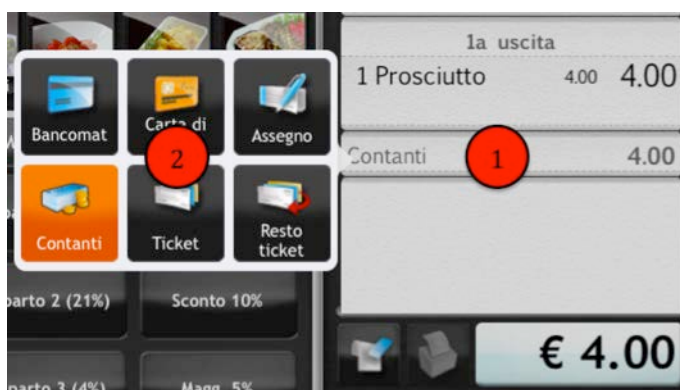 1a uscita
1 Prosciutto 4.00 4.00
Contanti 1 4.00
Bancomat
Carta di
2
Assegno
Contanti
Ticket
Resto
ticket
parto 2 (21%)
Sconto 10%
€ 4.00
parto 3 (4%)
Magg. 5%